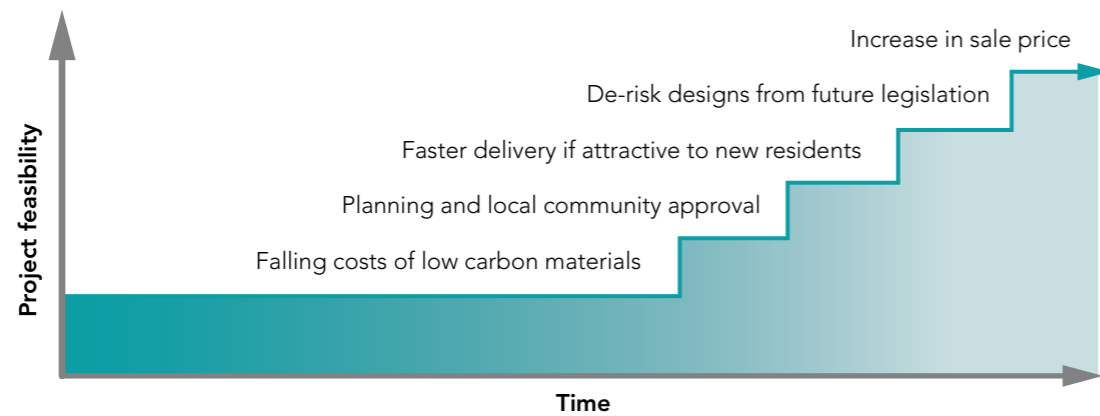 Increase in sale price
De-risk designs from future legislation
Faster delivery if attractive to new residents
Planning and local community approval
Falling costs of low carbon materials
Project feasibility
Time